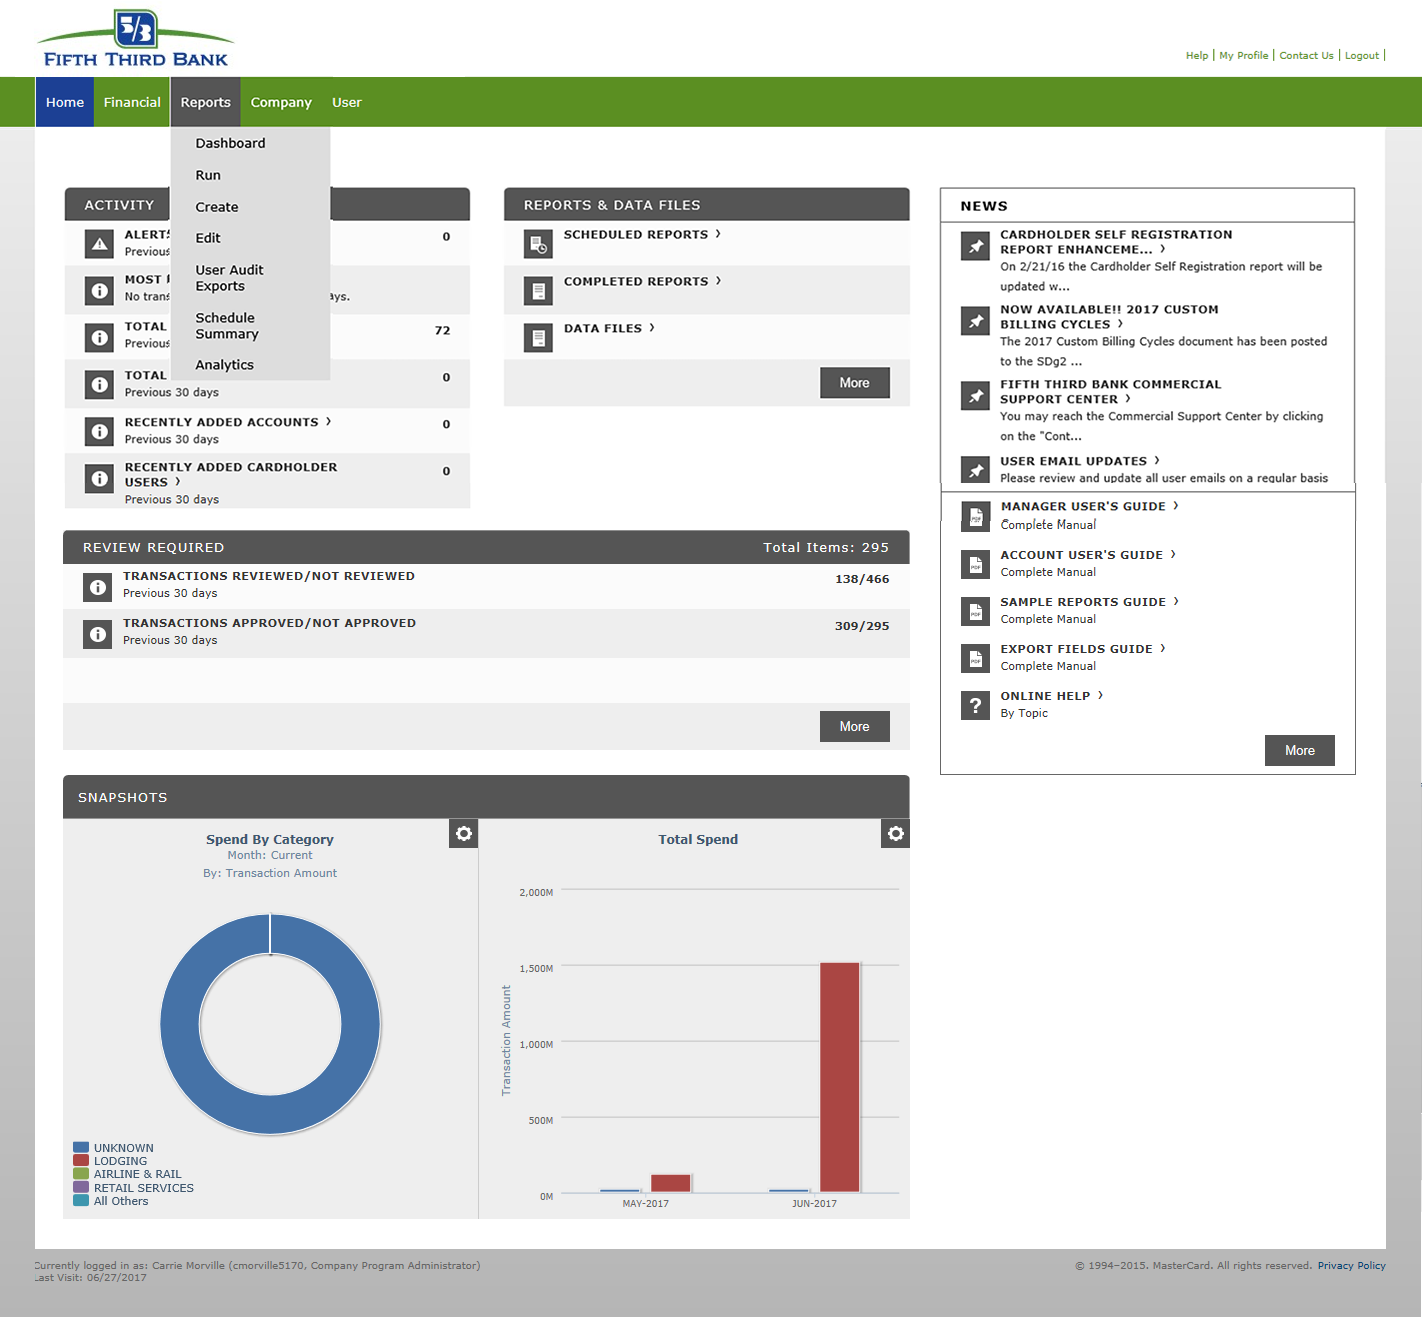 5/3
FIFTH THIRD BANK
Help | My Profile | Contact Us | Logout |
Home Financial Reports Company User
Dashboard
Run
Create
Edit
User Audit
Exports
Schedule
Summary
Analytics
ACTIVITY
ALERTS
0
Previous
MOST
No trans
ys.
TOTAL
72
Previous
TOTAL
0
Previous 30 days
RECENTLY ADDED ACCOUNTS ›
0
Previous 30 days
RECENTLY ADDED CARDHOLDER
USERS ›
0
Previous 30 days
REPORTS & DATA FILES
SCHEDULED REPORTS ›
COMPLETED REPORTS ›
DATA FILES ›
More
NEWS
CARDHOLDER SELF REGISTRATION
REPORT ENHANCEME... ›
On 2/21/16 the Cardholder Self Registration report will be
updated w...
NOW AVAILABLE!! 2017 CUSTOM
BILLING CYCLES ›
The 2017 Custom Billing Cycles document has been posted
to the SDg2 ...
FIFTH THIRD BANK COMMERCIAL
SUPPORT CENTER ›
You may reach the Commercial Support Center by clicking
on the "Cont...
USER EMAIL UPDATES ›
Please review and update all user emails on a regular basis
MANAGER USER'S GUIDE ›
Complete Manual
ACCOUNT USER'S GUIDE ›
Complete Manual
SAMPLE REPORTS GUIDE ›
Complete Manual
EXPORT FIELDS GUIDE ›
Complete Manual
ONLINE HELP ›
By Topic
More
REVIEW REQUIRED
Total Items: 295
TRANSACTIONS REVIEWED/NOT REVIEWED
138/466
Previous 30 days
TRANSACTIONS APPROVED/NOT APPROVED
309/295
Previous 30 days
More
SNAPSHOTS
Spend By Category
Month: Current
By: Transaction Amount
UNKNOWN
LODGING
AIRLINE & RAIL
RETAIL SERVICES
All Others
Total Spend
Transaction Amount
2,000M
1,500M
1,000M
500M
0M
MAY-2017
JUN-2017
Currently logged in as: Carrie Morville (cmorville5170, Company Program Administrator)
Last Visit: 06/27/2017
© 1994–2015. MasterCard. All rights reserved. Privacy Policy